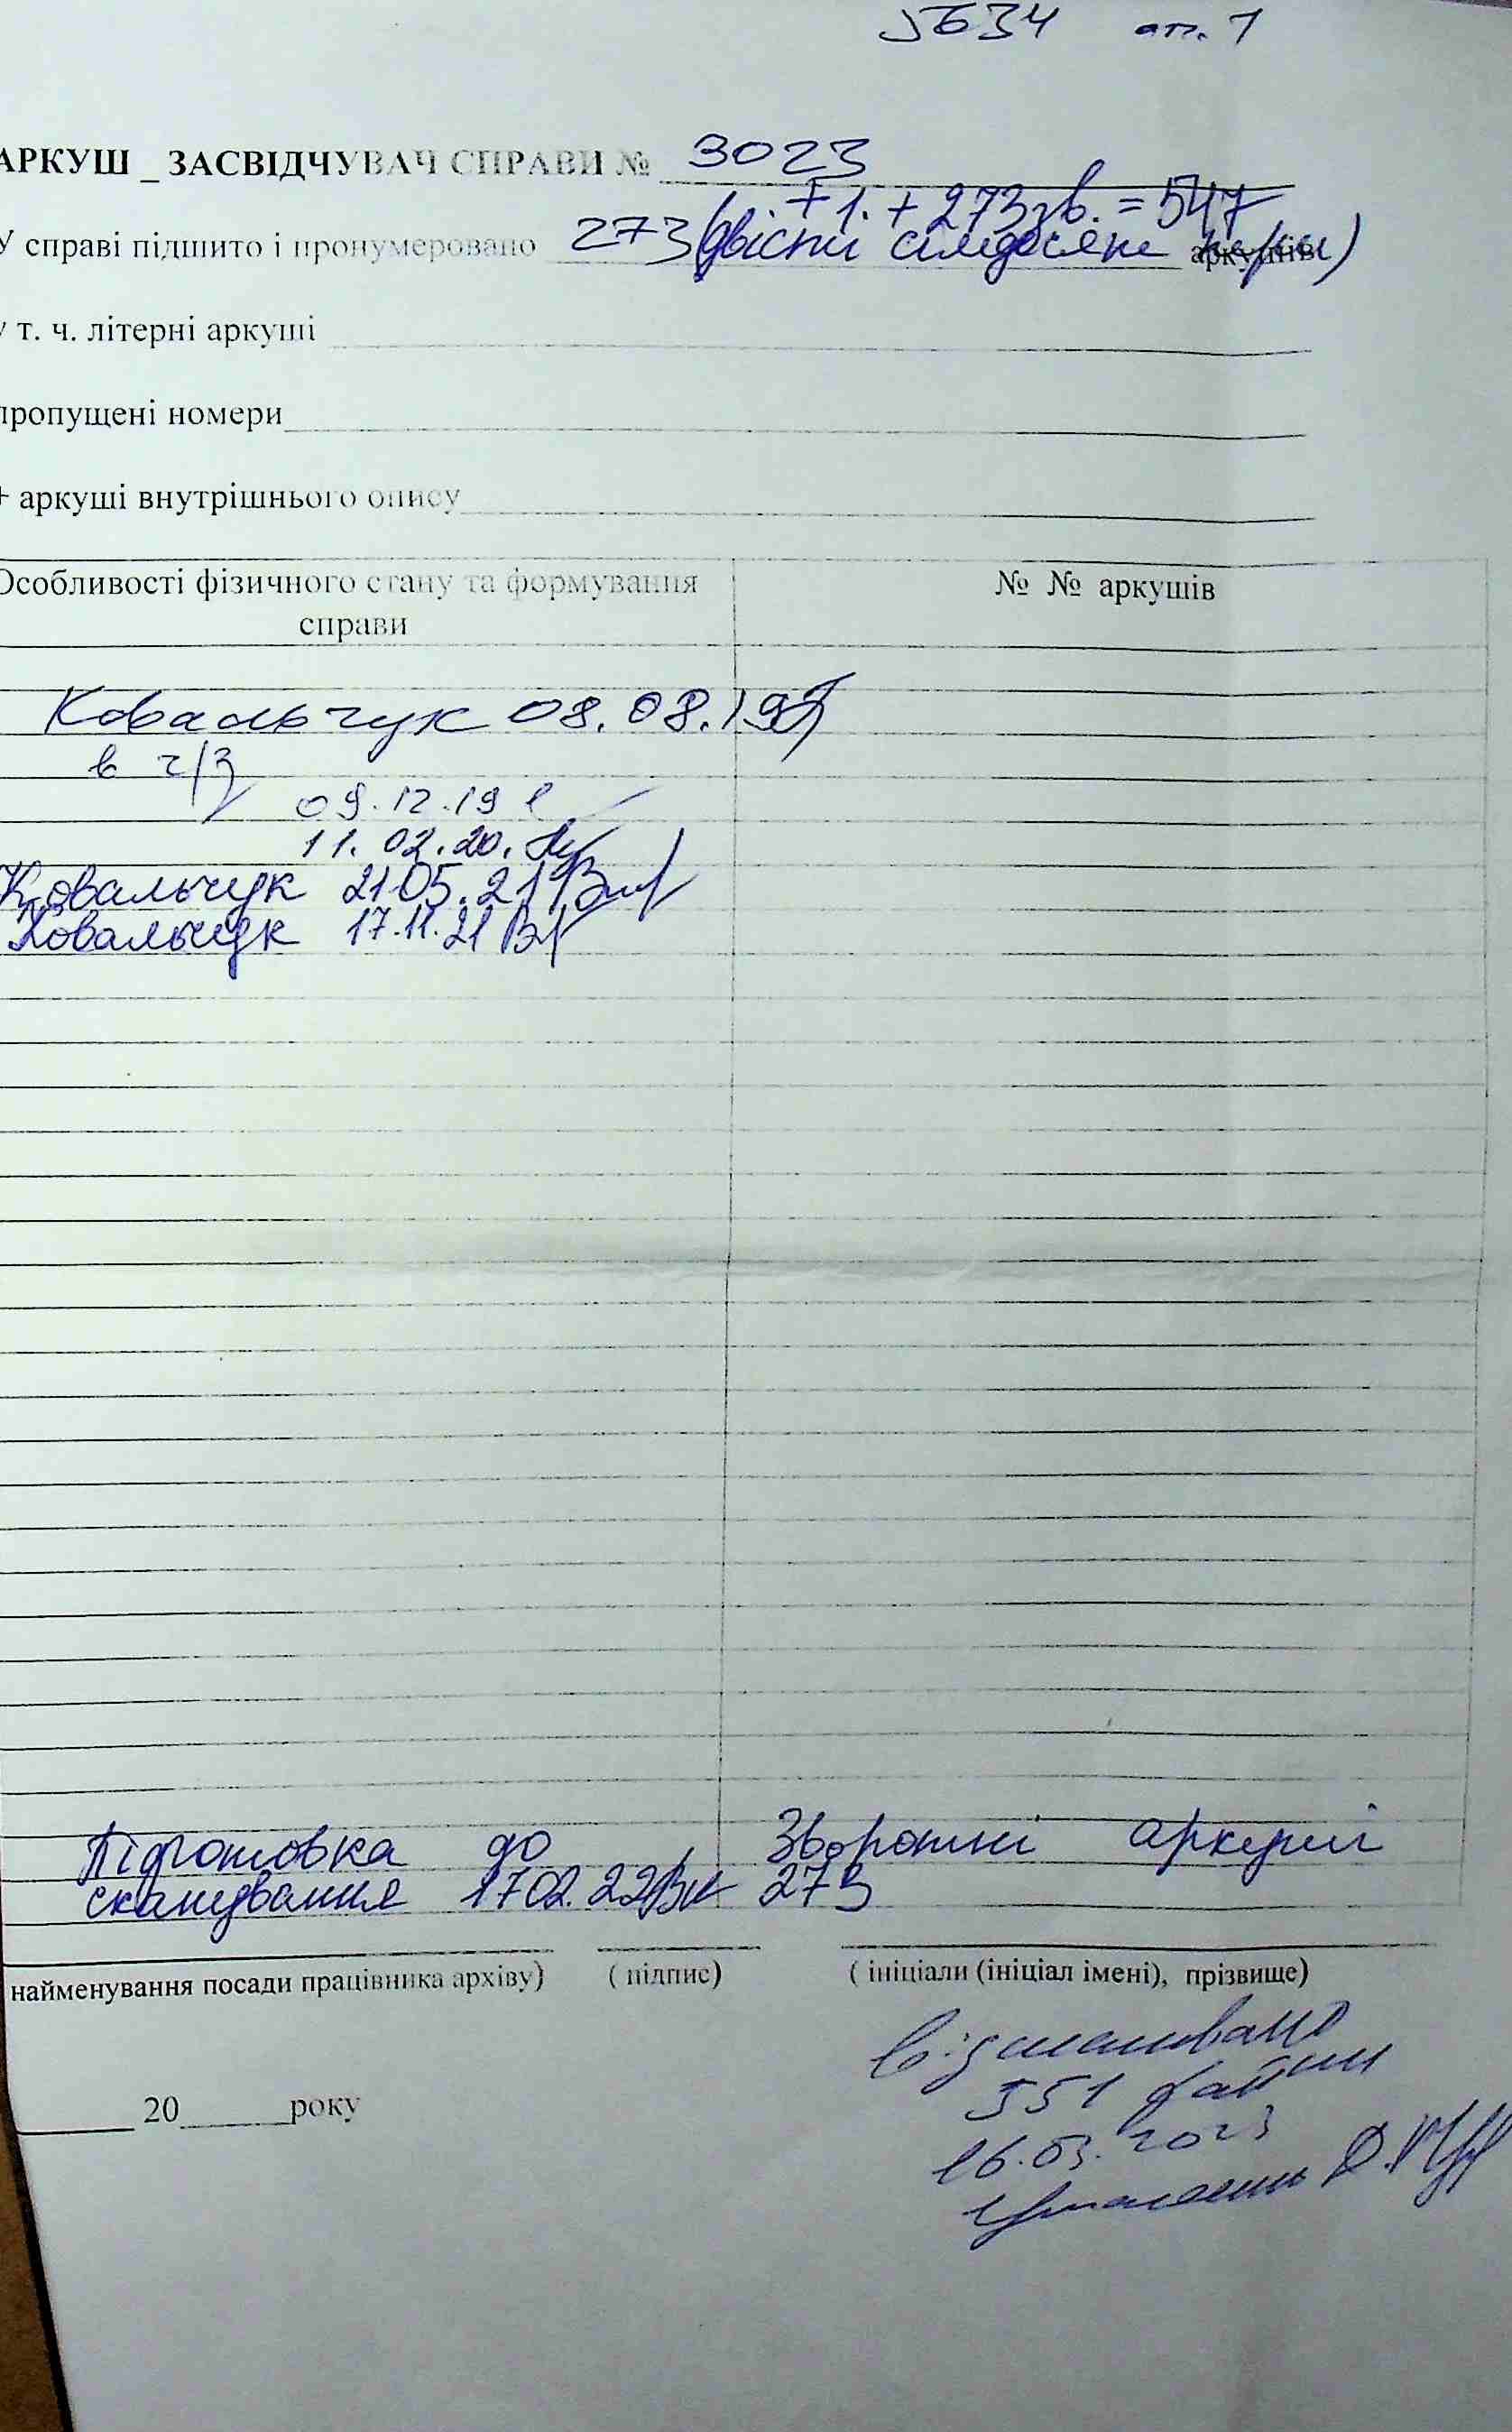 5634 оп. 1
АРКУШ _ ЗАСВІДЧУВАЧ СПРАВИ № 3023
+ 1. + 273 зв. = 547
У справі підшито і пронумеровано 273 (двісті сімдесят три) аркушів
у т. ч. літерні аркуші
пропущені номери
+ аркуші внутрішнього опису
Особливості фізичного стану та формування
справи
№ № аркушів
Ковальчук 08.08.19
в ч/з
09.12.19
11.02.20.
Ковальчук 21.05.21
Ковальчук 17.11.21
Підготовка до Зворотні аркуші
сканування 17.02.22 273
найменування посади працівника архіву) ( підпис) ( ініціали (ініціал імені), прізвище)
Відскановано
551 файл
16.03.2023
20 року